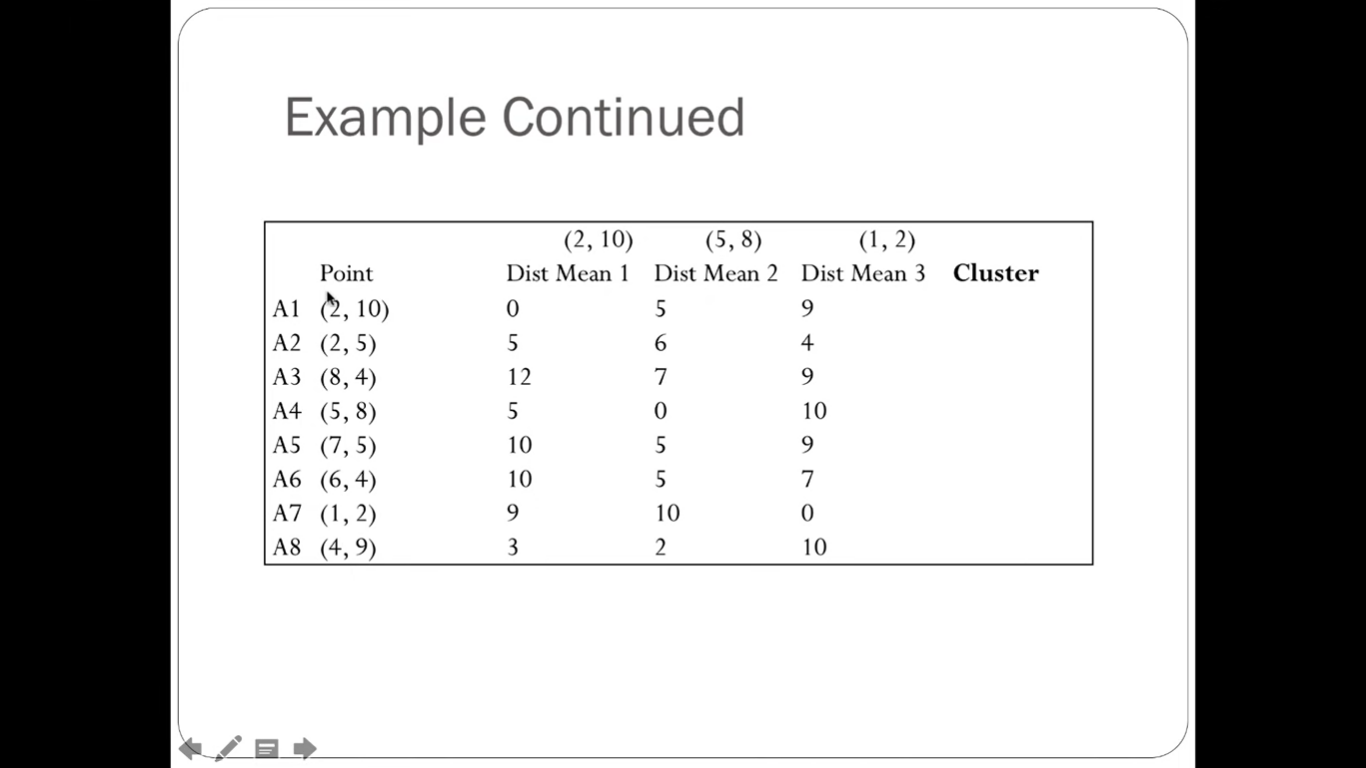 Example Continued
(2, 10) (5, 8) (1, 2)
Point Dist Mean 1 Dist Mean 2 Dist Mean 3 Cluster
A1 (2, 10) 0 5 9
A2 (2, 5) 5 6 4
A3 (8, 4) 12 7 9
A4 (5, 8) 5 0 10
A5 (7, 5) 10 5 9
A6 (6, 4) 10 5 7
A7 (1, 2) 9 10 0
A8 (4, 9) 3 2 10